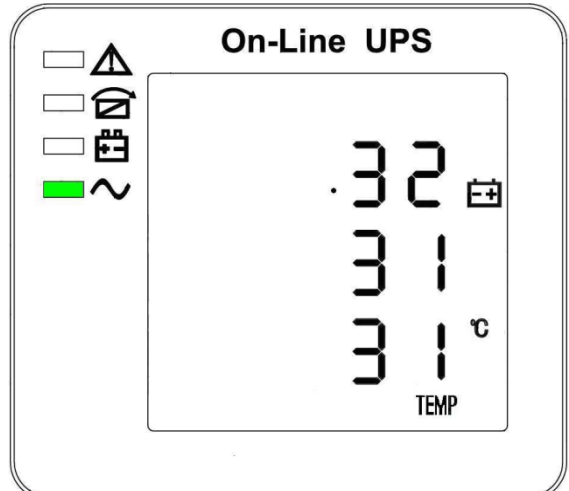 On-Line UPS
.32
31
31 ℃
TEMP